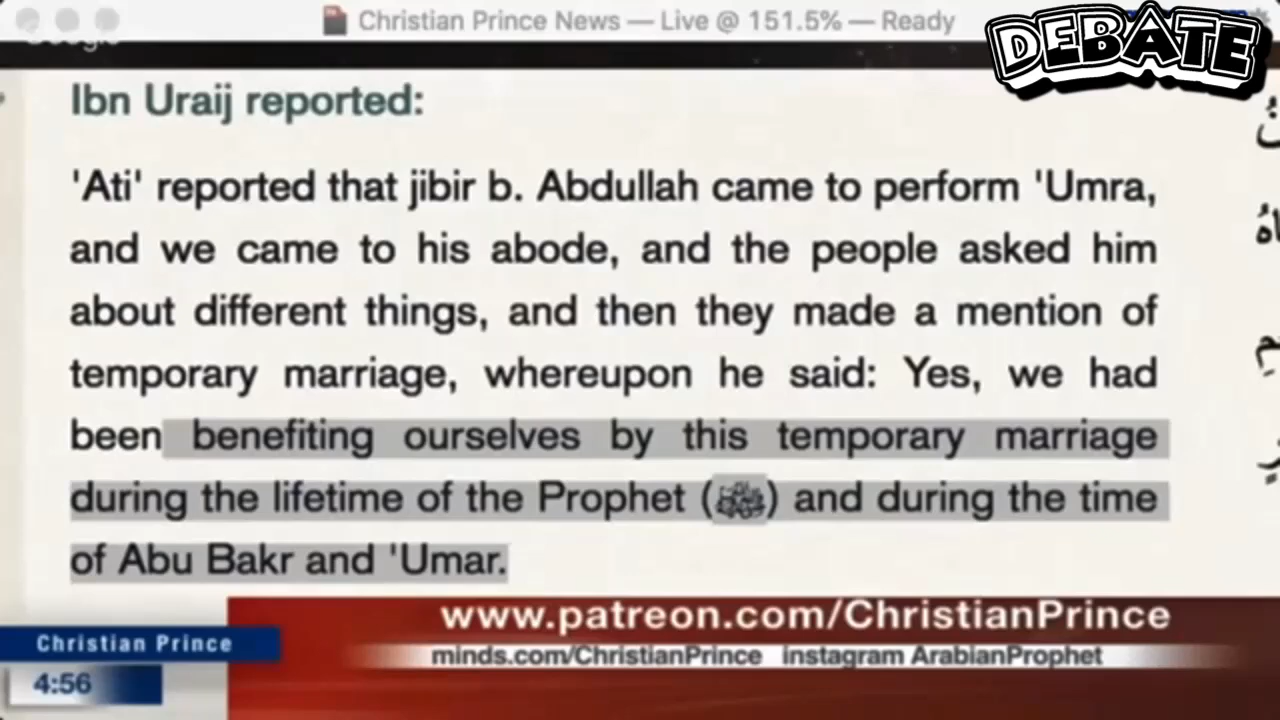 Christian Prince News — Live @ 151.5% — Ready
DEBATE
Google
Ibn Uraij reported:
'Ati' reported that jibir b. Abdullah came to perform 'Umra,
and we came to his abode, and the people asked him
about different things, and then they made a mention of
temporary marriage, whereupon he said: Yes, we had
been benefiting ourselves by this temporary marriage
during the lifetime of the Prophet (ﷺ) and during the time
of Abu Bakr and 'Umar.
www.patreon.com/ChristianPrince
Christian Prince
minds.com/ChristianPrince instagram ArabianProphet
4:56